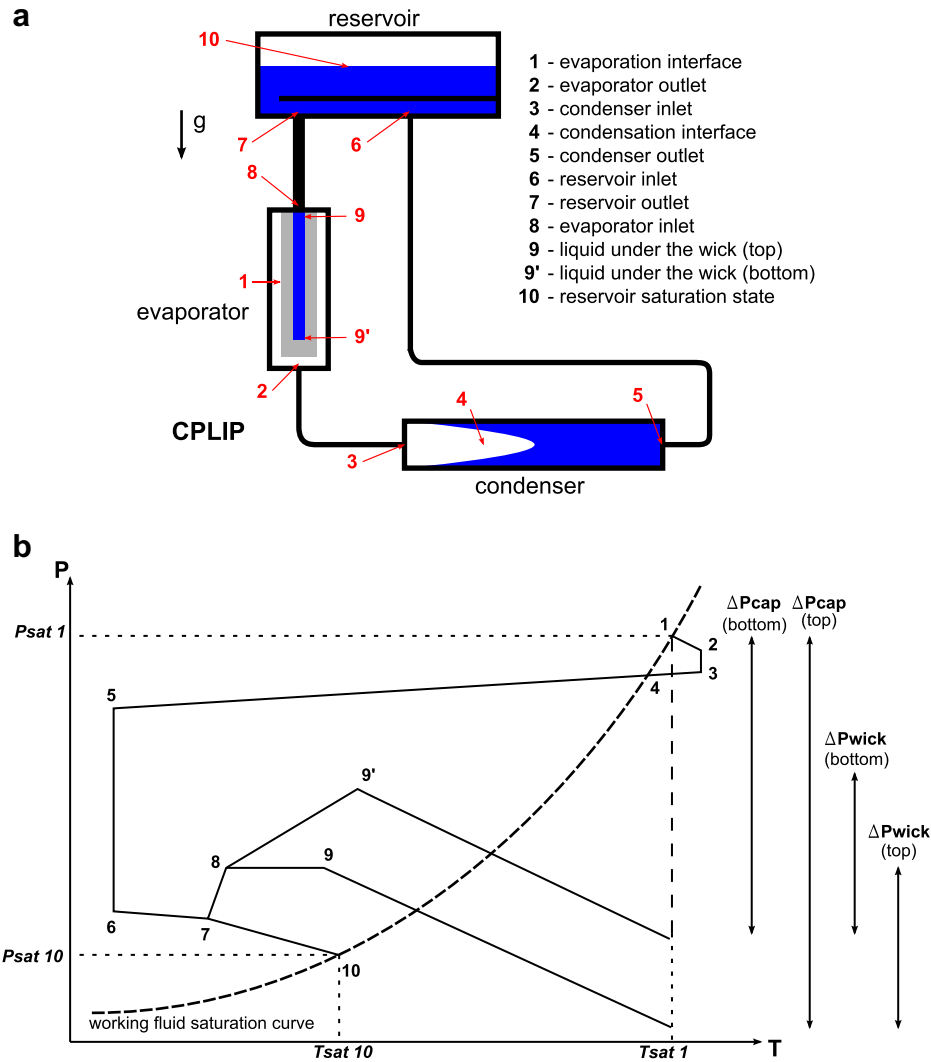 a
reservoir
10
g
7
6
8
9
1
evaporator
9'
2
CPLIP
3
4
5
condenser
1 - evaporation interface
2 - evaporator outlet
3 - condenser inlet
4 - condensation interface
5 - condenser outlet
6 - reservoir inlet
7 - reservoir outlet
8 - evaporator inlet
9 - liquid under the wick (top)
9' - liquid under the wick (bottom)
10 - reservoir saturation state
b
P
Psat 1
1
2
3
4
5
9'
8
9
6
7
Psat 10
10
working fluid saturation curve
Tsat 10
Tsat 1
T
ΔPcap
(bottom)
ΔPcap
(top)
ΔPwick
(bottom)
ΔPwick
(top)